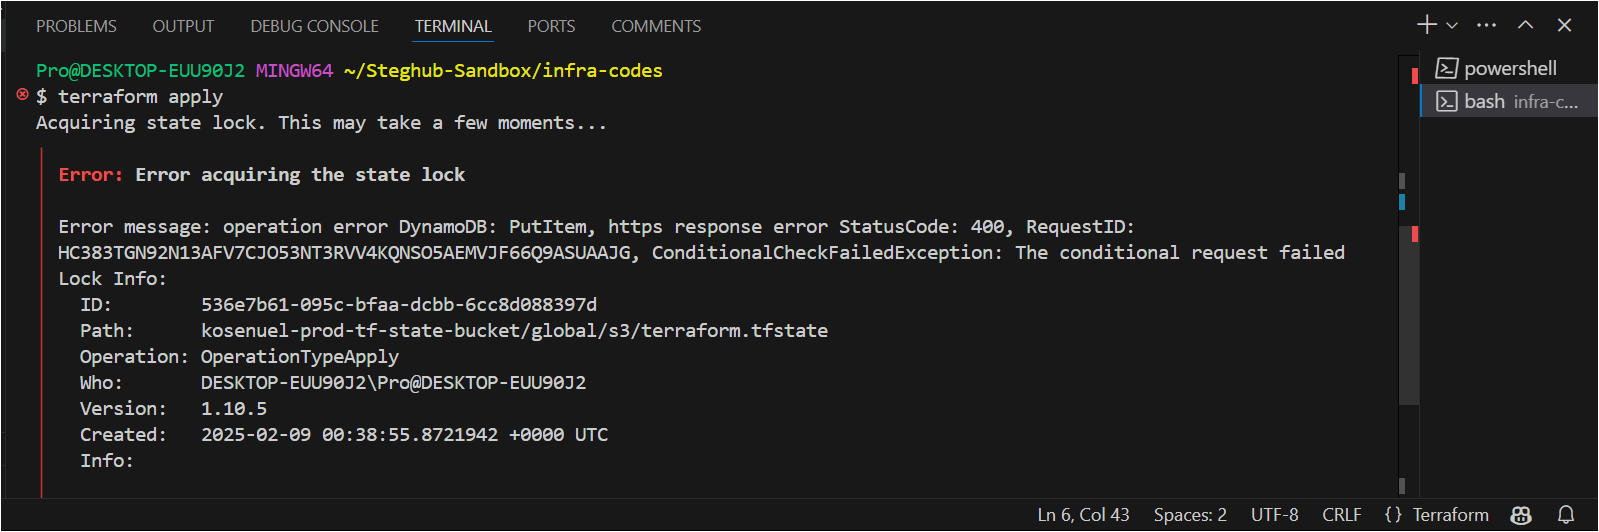 PROBLEMS OUTPUT DEBUG CONSOLE TERMINAL PORTS COMMENTS
Pro@DESKTOP-EUU90J2 MINGW64 ~/Steghub-Sandbox/infra-codes
$ terraform apply
Acquiring state lock. This may take a few moments...
Error: Error acquiring the state lock
Error message: operation error DynamoDB: PutItem, https response error StatusCode: 400, RequestID:
HC383TGN92N13AFV7CJO53NT3RVV4KQNSO5AEMVJF66Q9ASUAAJG, ConditionalCheckFailedException: The conditional request failed
Lock Info:
ID: 536e7b61-095c-bfaa-dcbb-6cc8d088397d
Path: kosenuel-prod-tf-state-bucket/global/s3/terraform.tfstate
Operation: OperationTypeApply
Who: DESKTOP-EUU90J2\Pro@DESKTOP-EUU90J2
Version: 1.10.5
Created: 2025-02-09 00:38:55.8721942 +0000 UTC
Info:
powershell
bash infra-c...
Ln 6, Col 43 Spaces: 2 UTF-8 CRLF {} Terraform